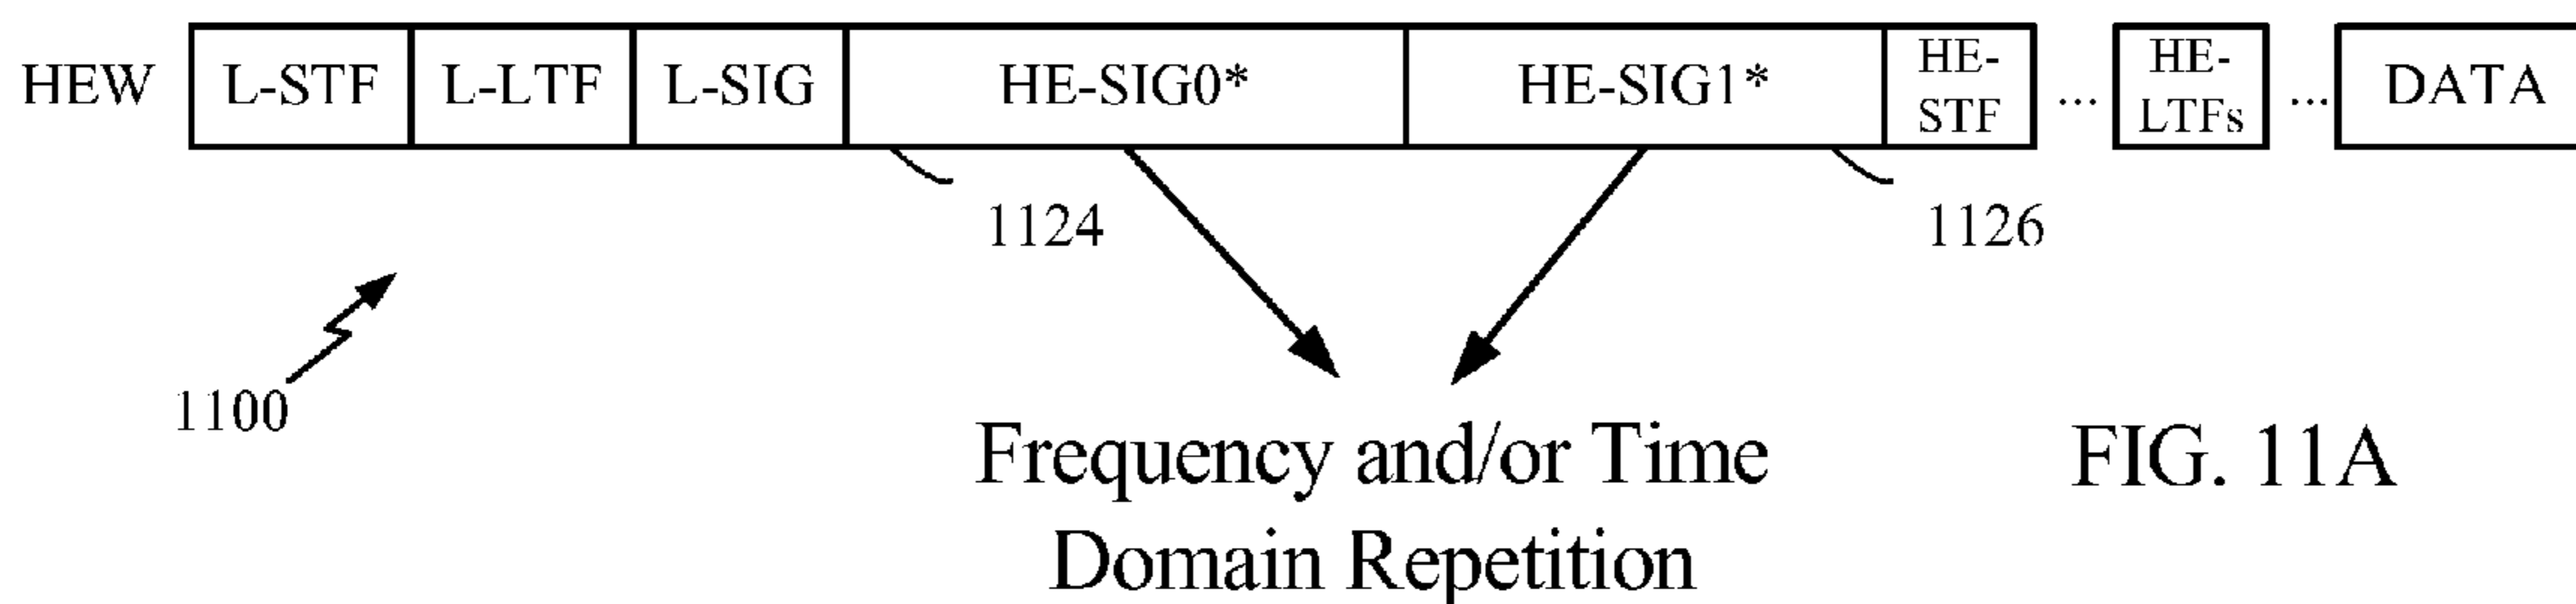 HEW L-STF L-LTF L-SIG HE-SIG0* HE-SIG1* HE-STF ... HE-LTFs ... DATA
1124 1126
1100
Frequency and/or Time
Domain Repetition
FIG. 11A